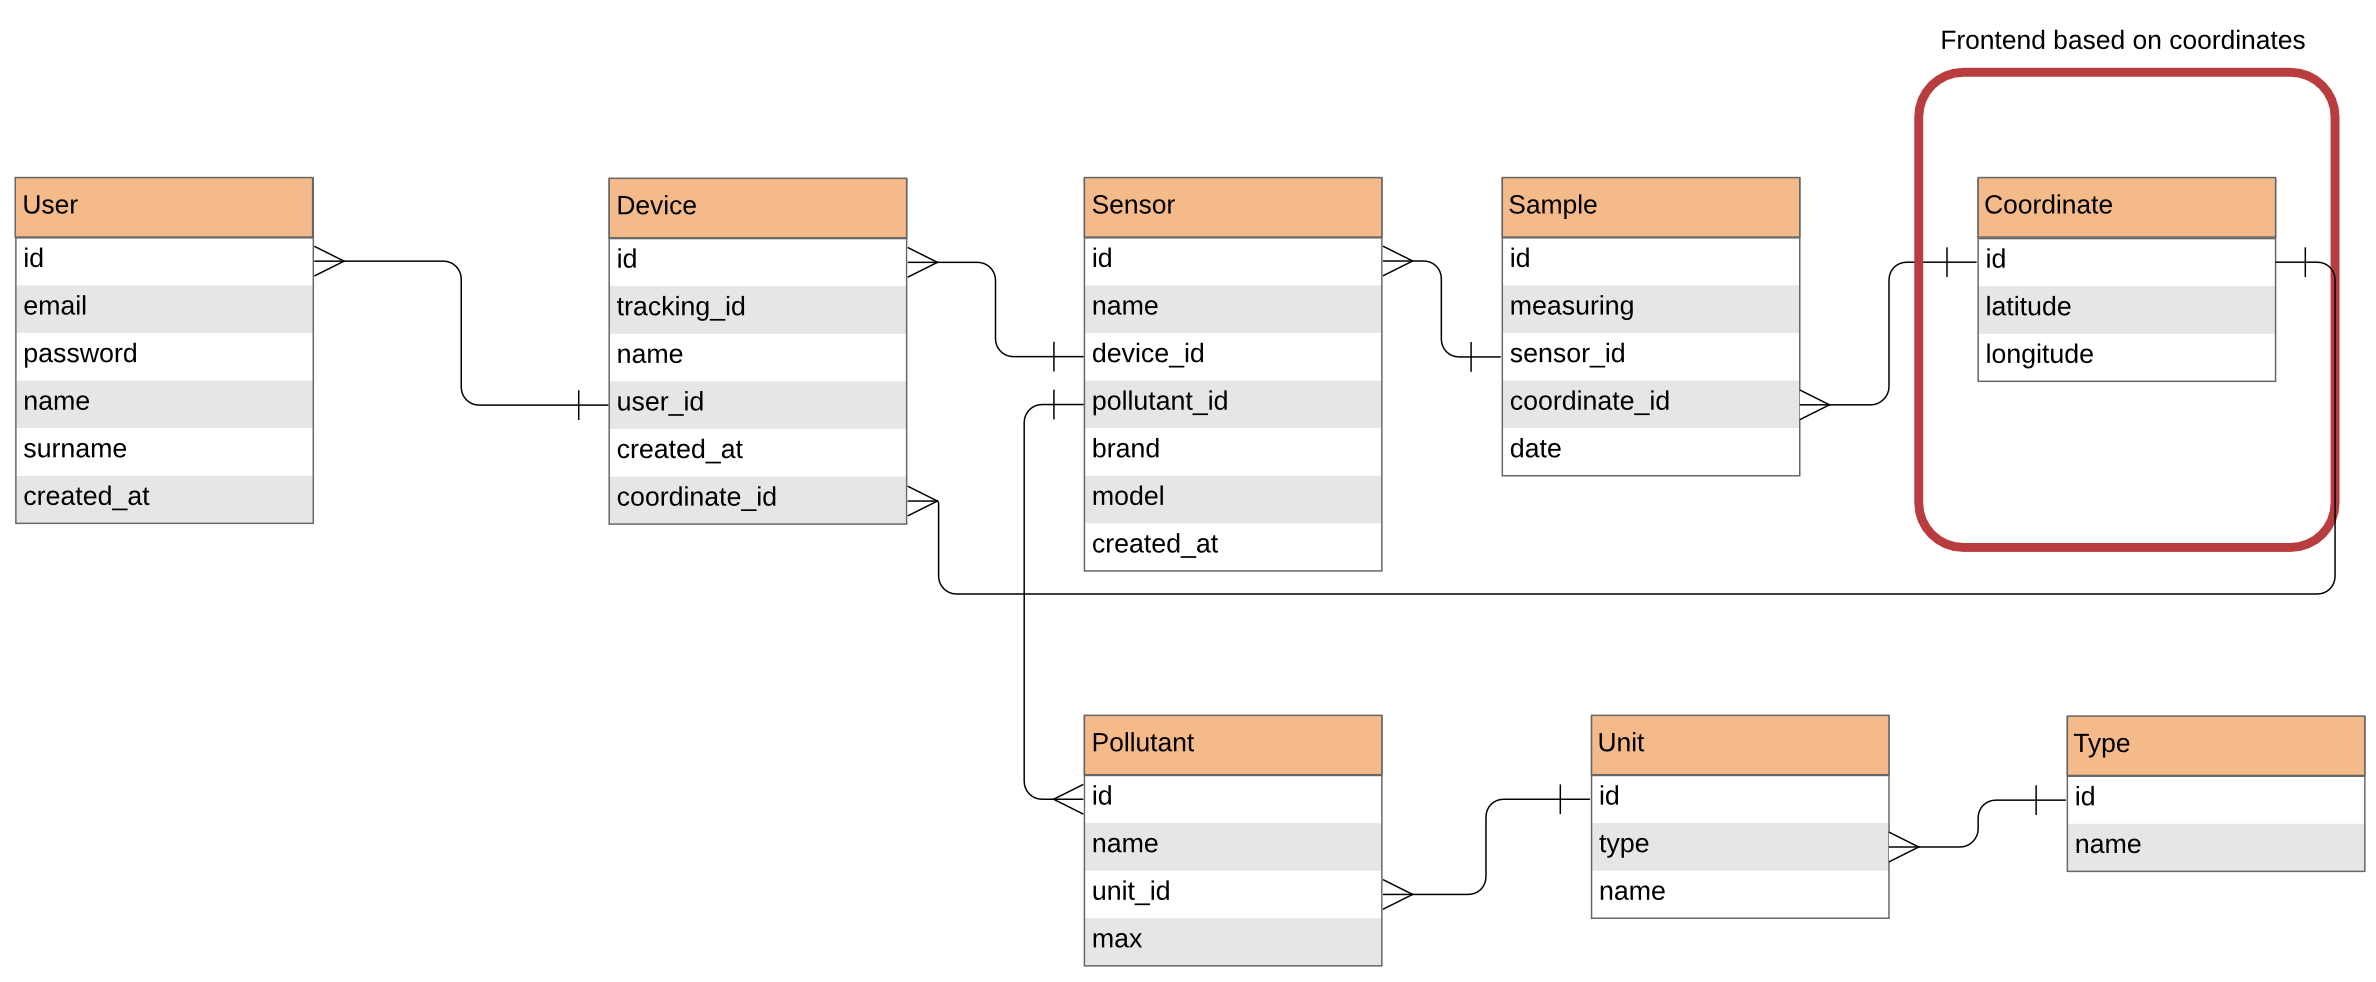 Frontend based on coordinates
User
id
email
password
name
surname
created_at
Device
id
tracking_id
name
user_id
created_at
coordinate_id
Sensor
id
name
device_id
pollutant_id
brand
model
created_at
Sample
id
measuring
sensor_id
coordinate_id
date
Coordinate
id
latitude
longitude
Pollutant
id
name
unit_id
max
Unit
id
type
name
Type
id
name